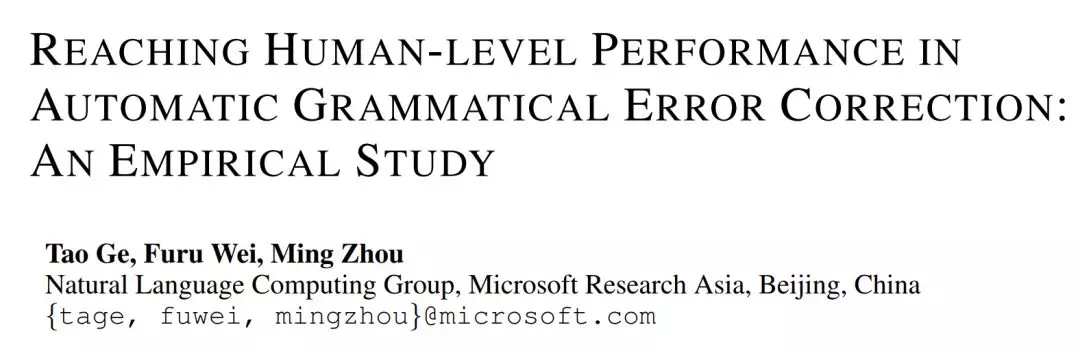 REACHING HUMAN-LEVEL PERFORMANCE IN
AUTOMATIC GRAMMATICAL ERROR CORRECTION:
AN EMPIRICAL STUDY
Tao Ge, Furu Wei, Ming Zhou
Natural Language Computing Group, Microsoft Research Asia, Beijing, China
{tage, fuwei, mingzhou}@microsoft.com